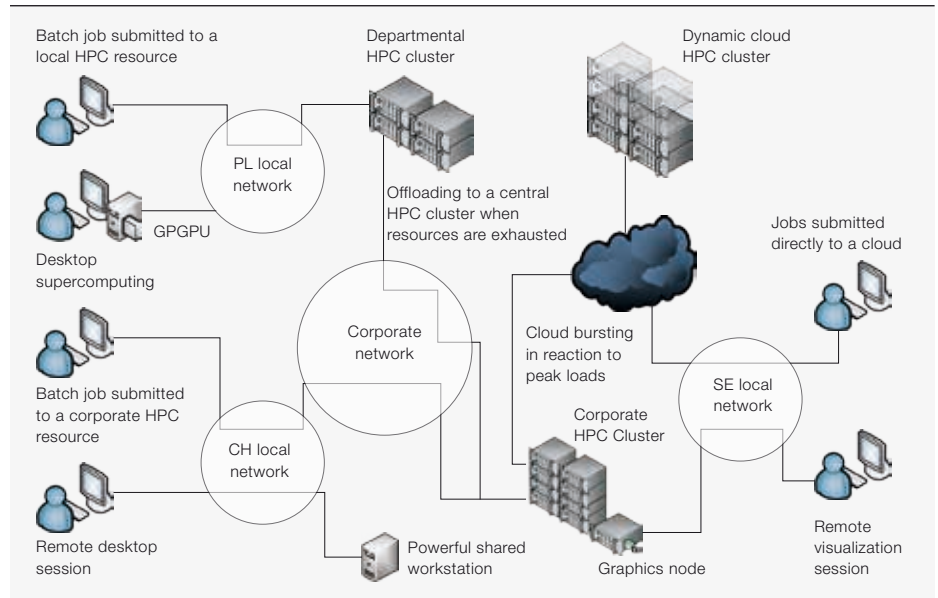 Batch job submitted to a
local HPC resource
Departmental
HPC cluster
Dynamic cloud
HPC cluster
PL local
network
GPGPU
Desktop
supercomputing
Offloading to a central
HPC cluster when
resources are exhausted
Jobs submitted
directly to a cloud
Corporate
network
Cloud bursting
in reaction to
peak loads
SE local
network
Batch job submitted
to a corporate HPC
resource
Corporate
HPC Cluster
CH local
network
Remote desktop
session
Powerful shared
workstation
Graphics node
Remote
visualization
session